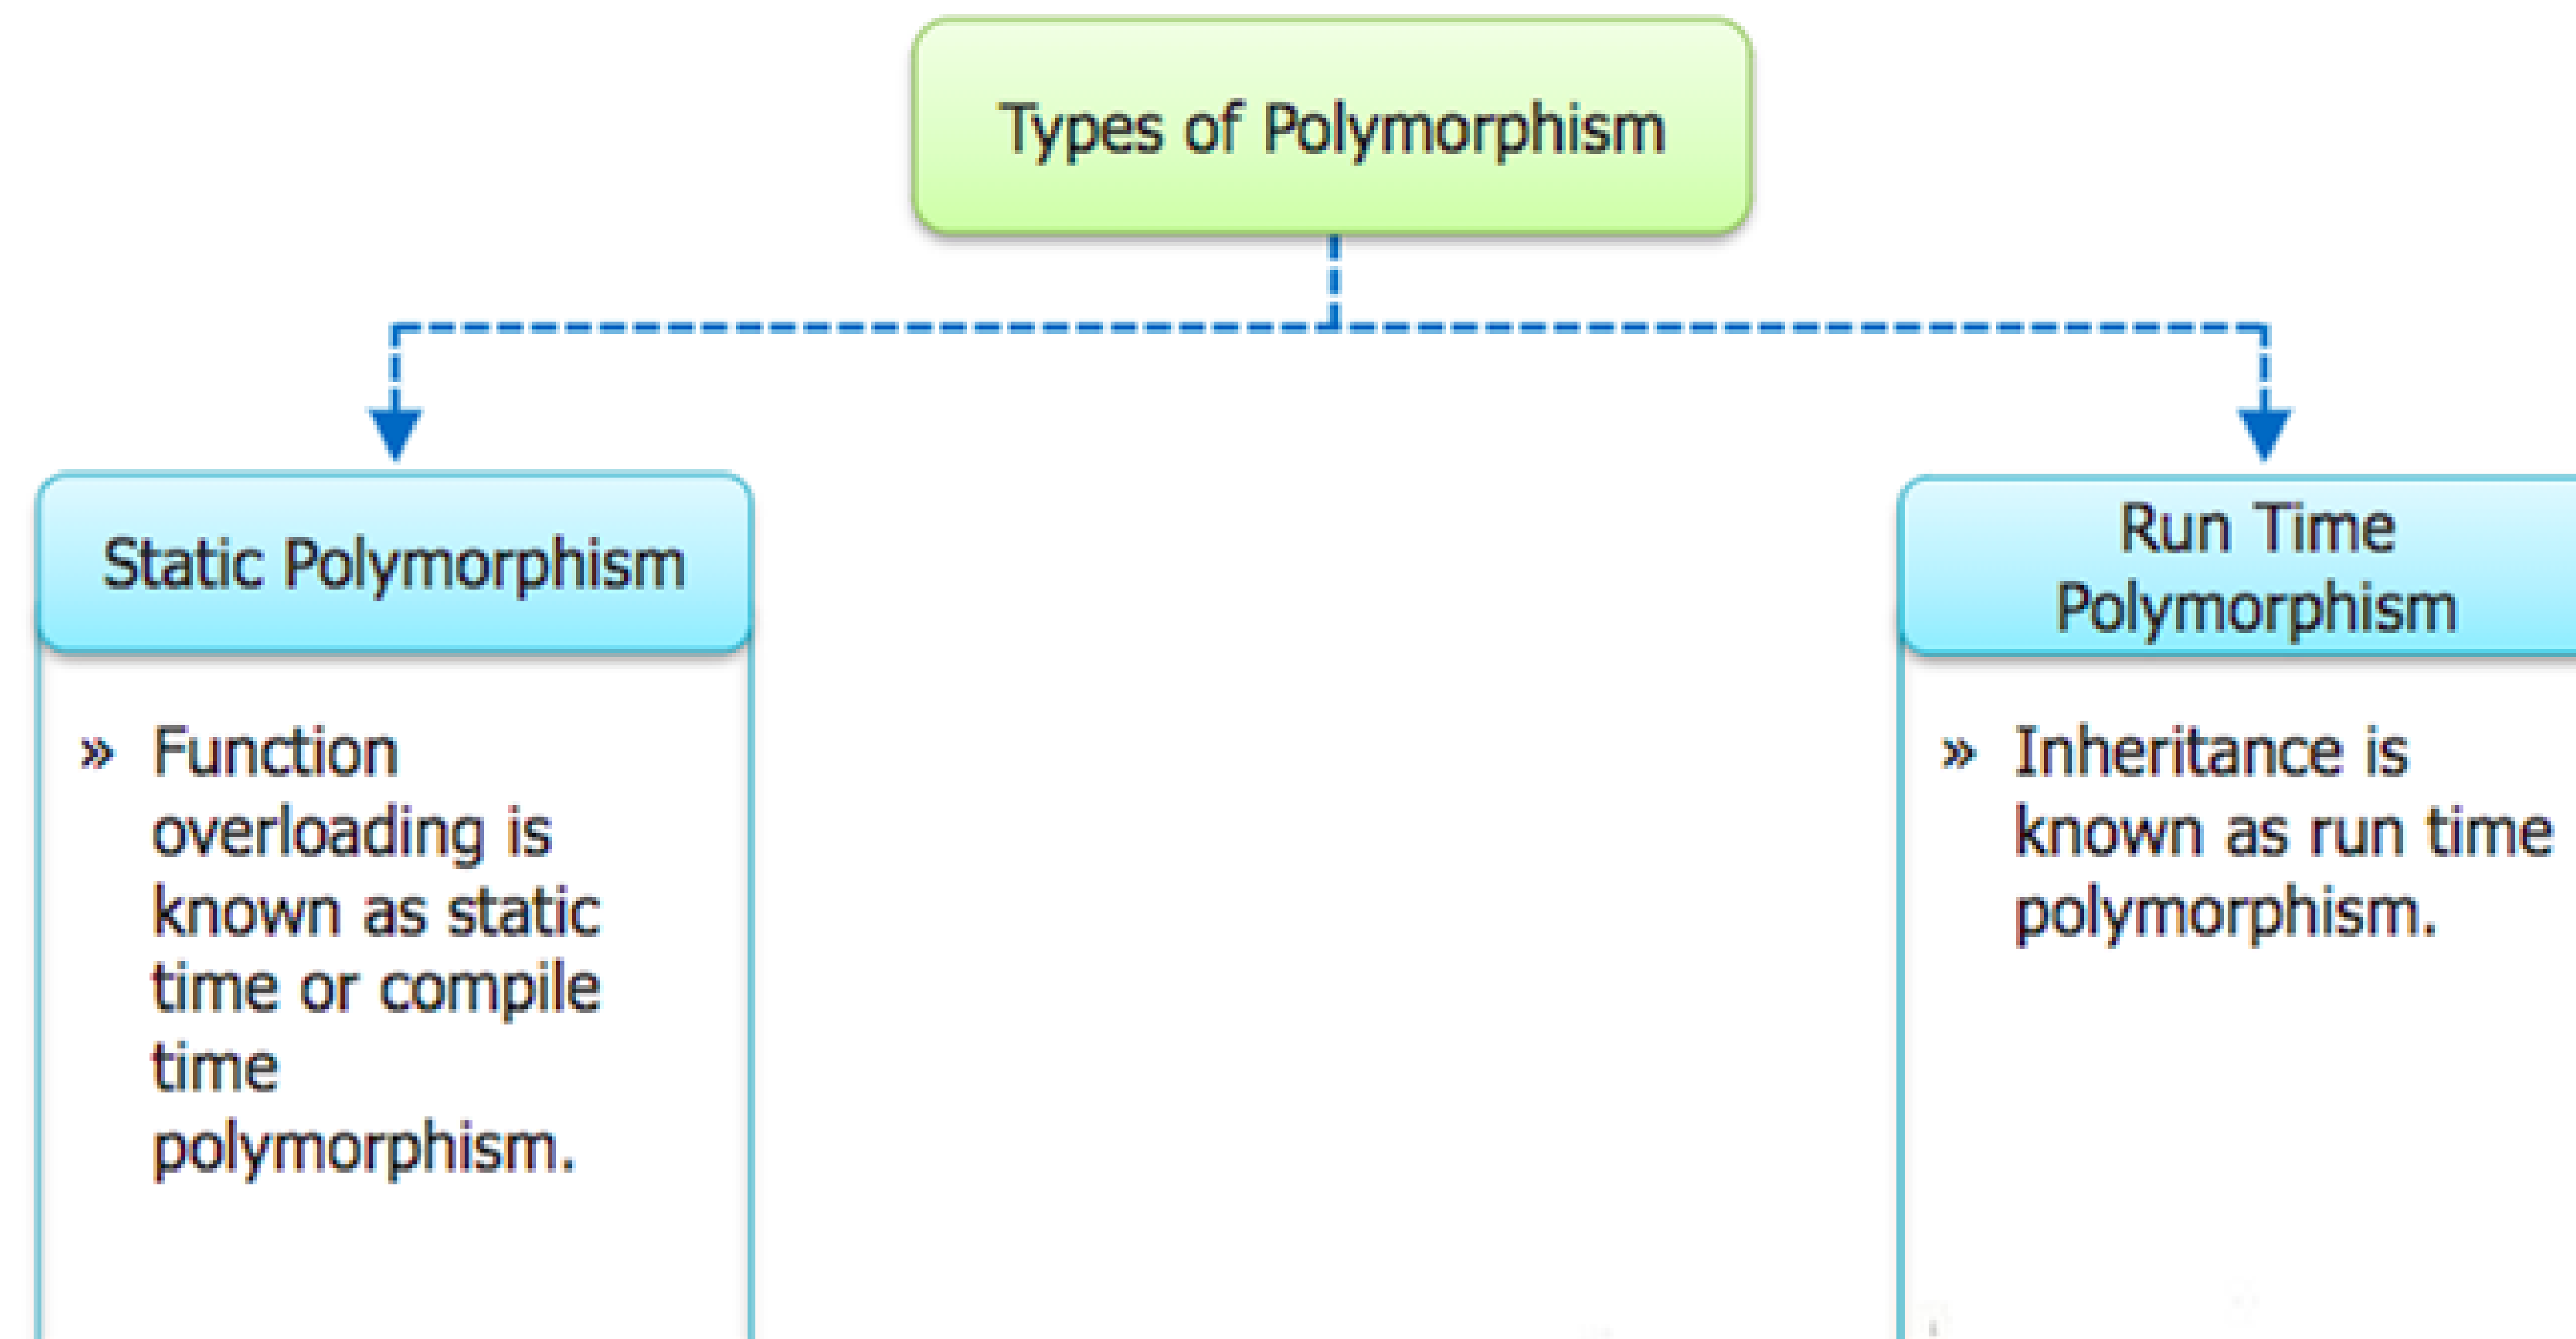 Types of Polymorphism
Static Polymorphism
» Function
overloading is
known as static
time or compile
time
polymorphism.
Run Time
Polymorphism
» Inheritance is
known as run time
polymorphism.